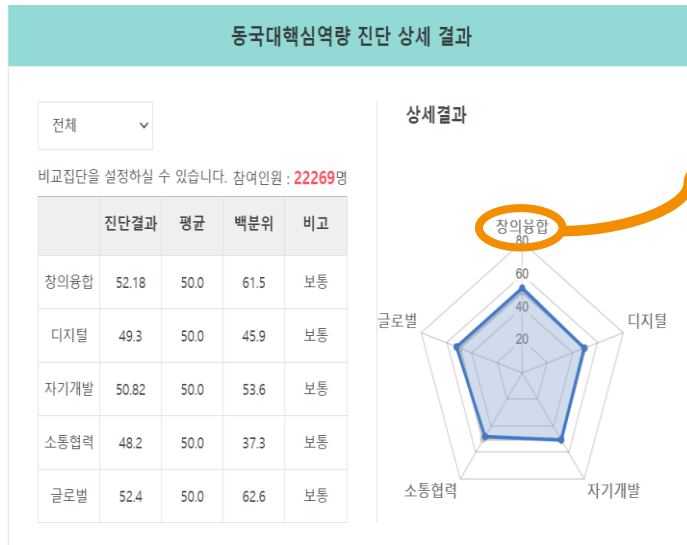 동국대핵심역량 진단 상세 결과
전체
비교집단을 설정하실 수 있습니다. 참여인원 : 22269명
진단결과 평균 백분위 비고
창의융합 52.18 50.0 61.5 보통
디지털 49.3 50.0 45.9 보통
자기개발 50.82 50.0 53.6 보통
소통협력 48.2 50.0 37.3 보통
글로벌 52.4 50.0 62.6 보통
상세결과
창의융합
80
60
40
20
글로벌
디지털
소통협력
자기개발